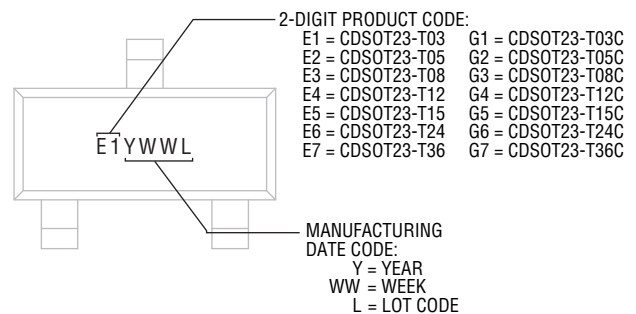 2-DIGIT PRODUCT CODE:
E1 = CDSOT23-T03 G1 = CDSOT23-T03C
E2 = CDSOT23-T05 G2 = CDSOT23-T05C
E3 = CDSOT23-T08 G3 = CDSOT23-T08C
E4 = CDSOT23-T12 G4 = CDSOT23-T12C
E5 = CDSOT23-T15 G5 = CDSOT23-T15C
E6 = CDSOT23-T24 G6 = CDSOT23-T24C
E7 = CDSOT23-T36 G7 = CDSOT23-T36C
E1YWWL
MANUFACTURING
DATE CODE:
Y = YEAR
WW = WEEK
L = LOT CODE